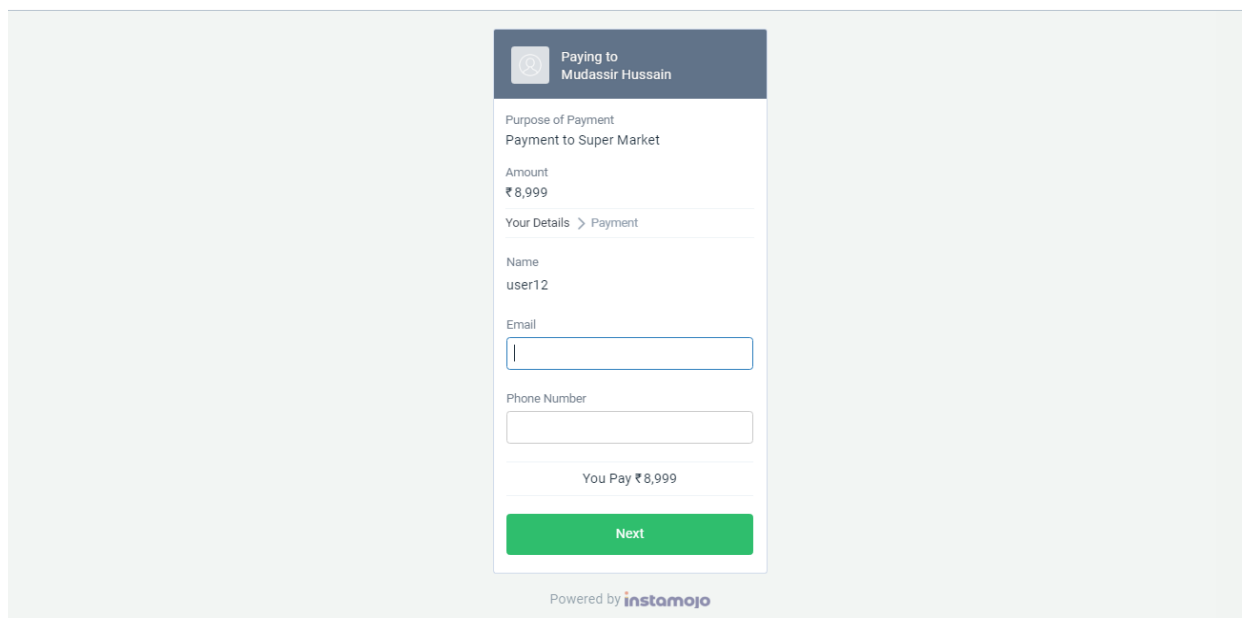 Paying to
Mudassir Hussain
Purpose of Payment
Payment to Super Market
Amount
₹ 8,999
Your Details > Payment
Name
user12
Email
Phone Number
You Pay ₹ 8,999
Next
Powered by instamojo